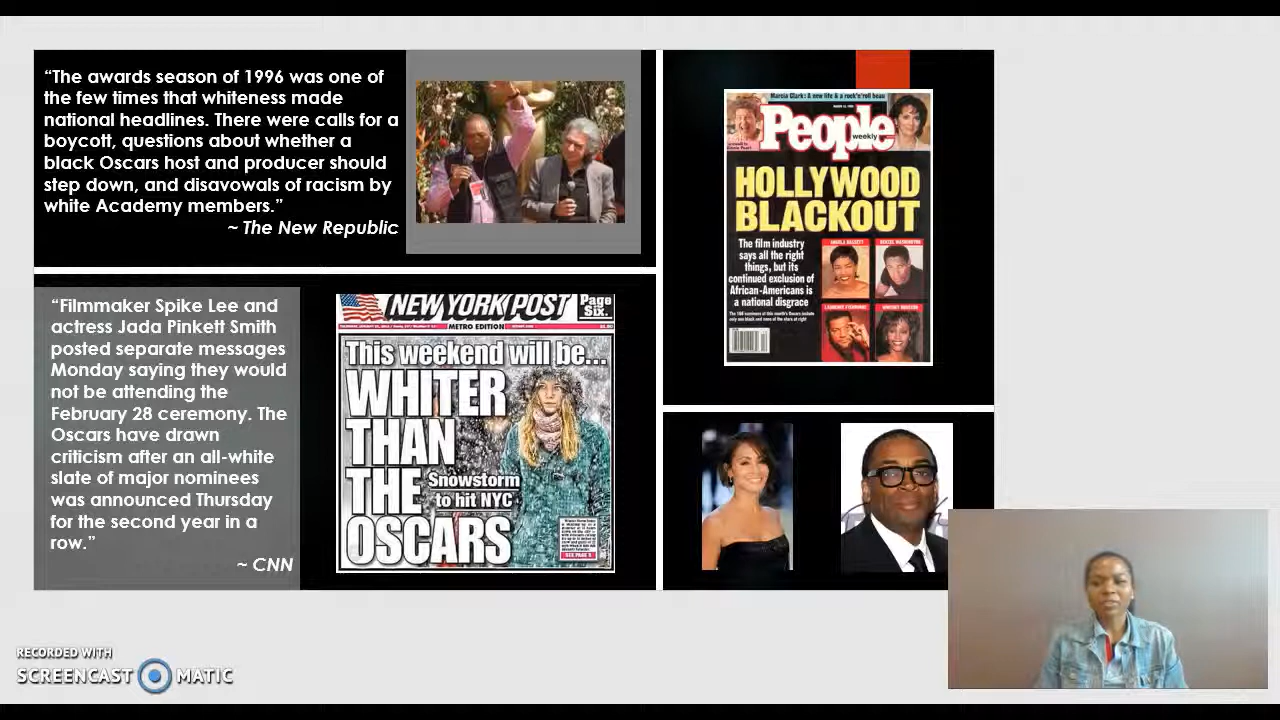 “The awards season of 1996 was one of
the few times that whiteness made
national headlines. There were calls for a
boycott, questions about whether a
black Oscars host and producer should
step down, and disavowals of racism by
white Academy members.”
~ The New Republic
“Filmmaker Spike Lee and
actress Jada Pinkett Smith
posted separate messages
Monday saying they would
not be attending the
February 28 ceremony. The
Oscars have drawn
criticism after an all-white
slate of major nominees
was announced Thursday
for the second year in a
row.”
~ CNN
NEW YORK POST
Page
Six.
METRO EDITION
This weekend will be...
WHITER
THAN
THE
OSCARS
Snowstorm
to hit NYC
SEE PAGE
Marcia Clark: A new life & a rock'n'roll beau
People
weekly
HOLLYWOOD
BLACKOUT
The film industry
says all the right
things, but its
continued exclusion of
African-Americans is
a national disgrace
ANGELA BASSETT
DENZEL WASHINGTON
LAURENCE FISHBURNE
WHITNEY HOUSTON
RECORDED WITH
SCREENCAST MATIC